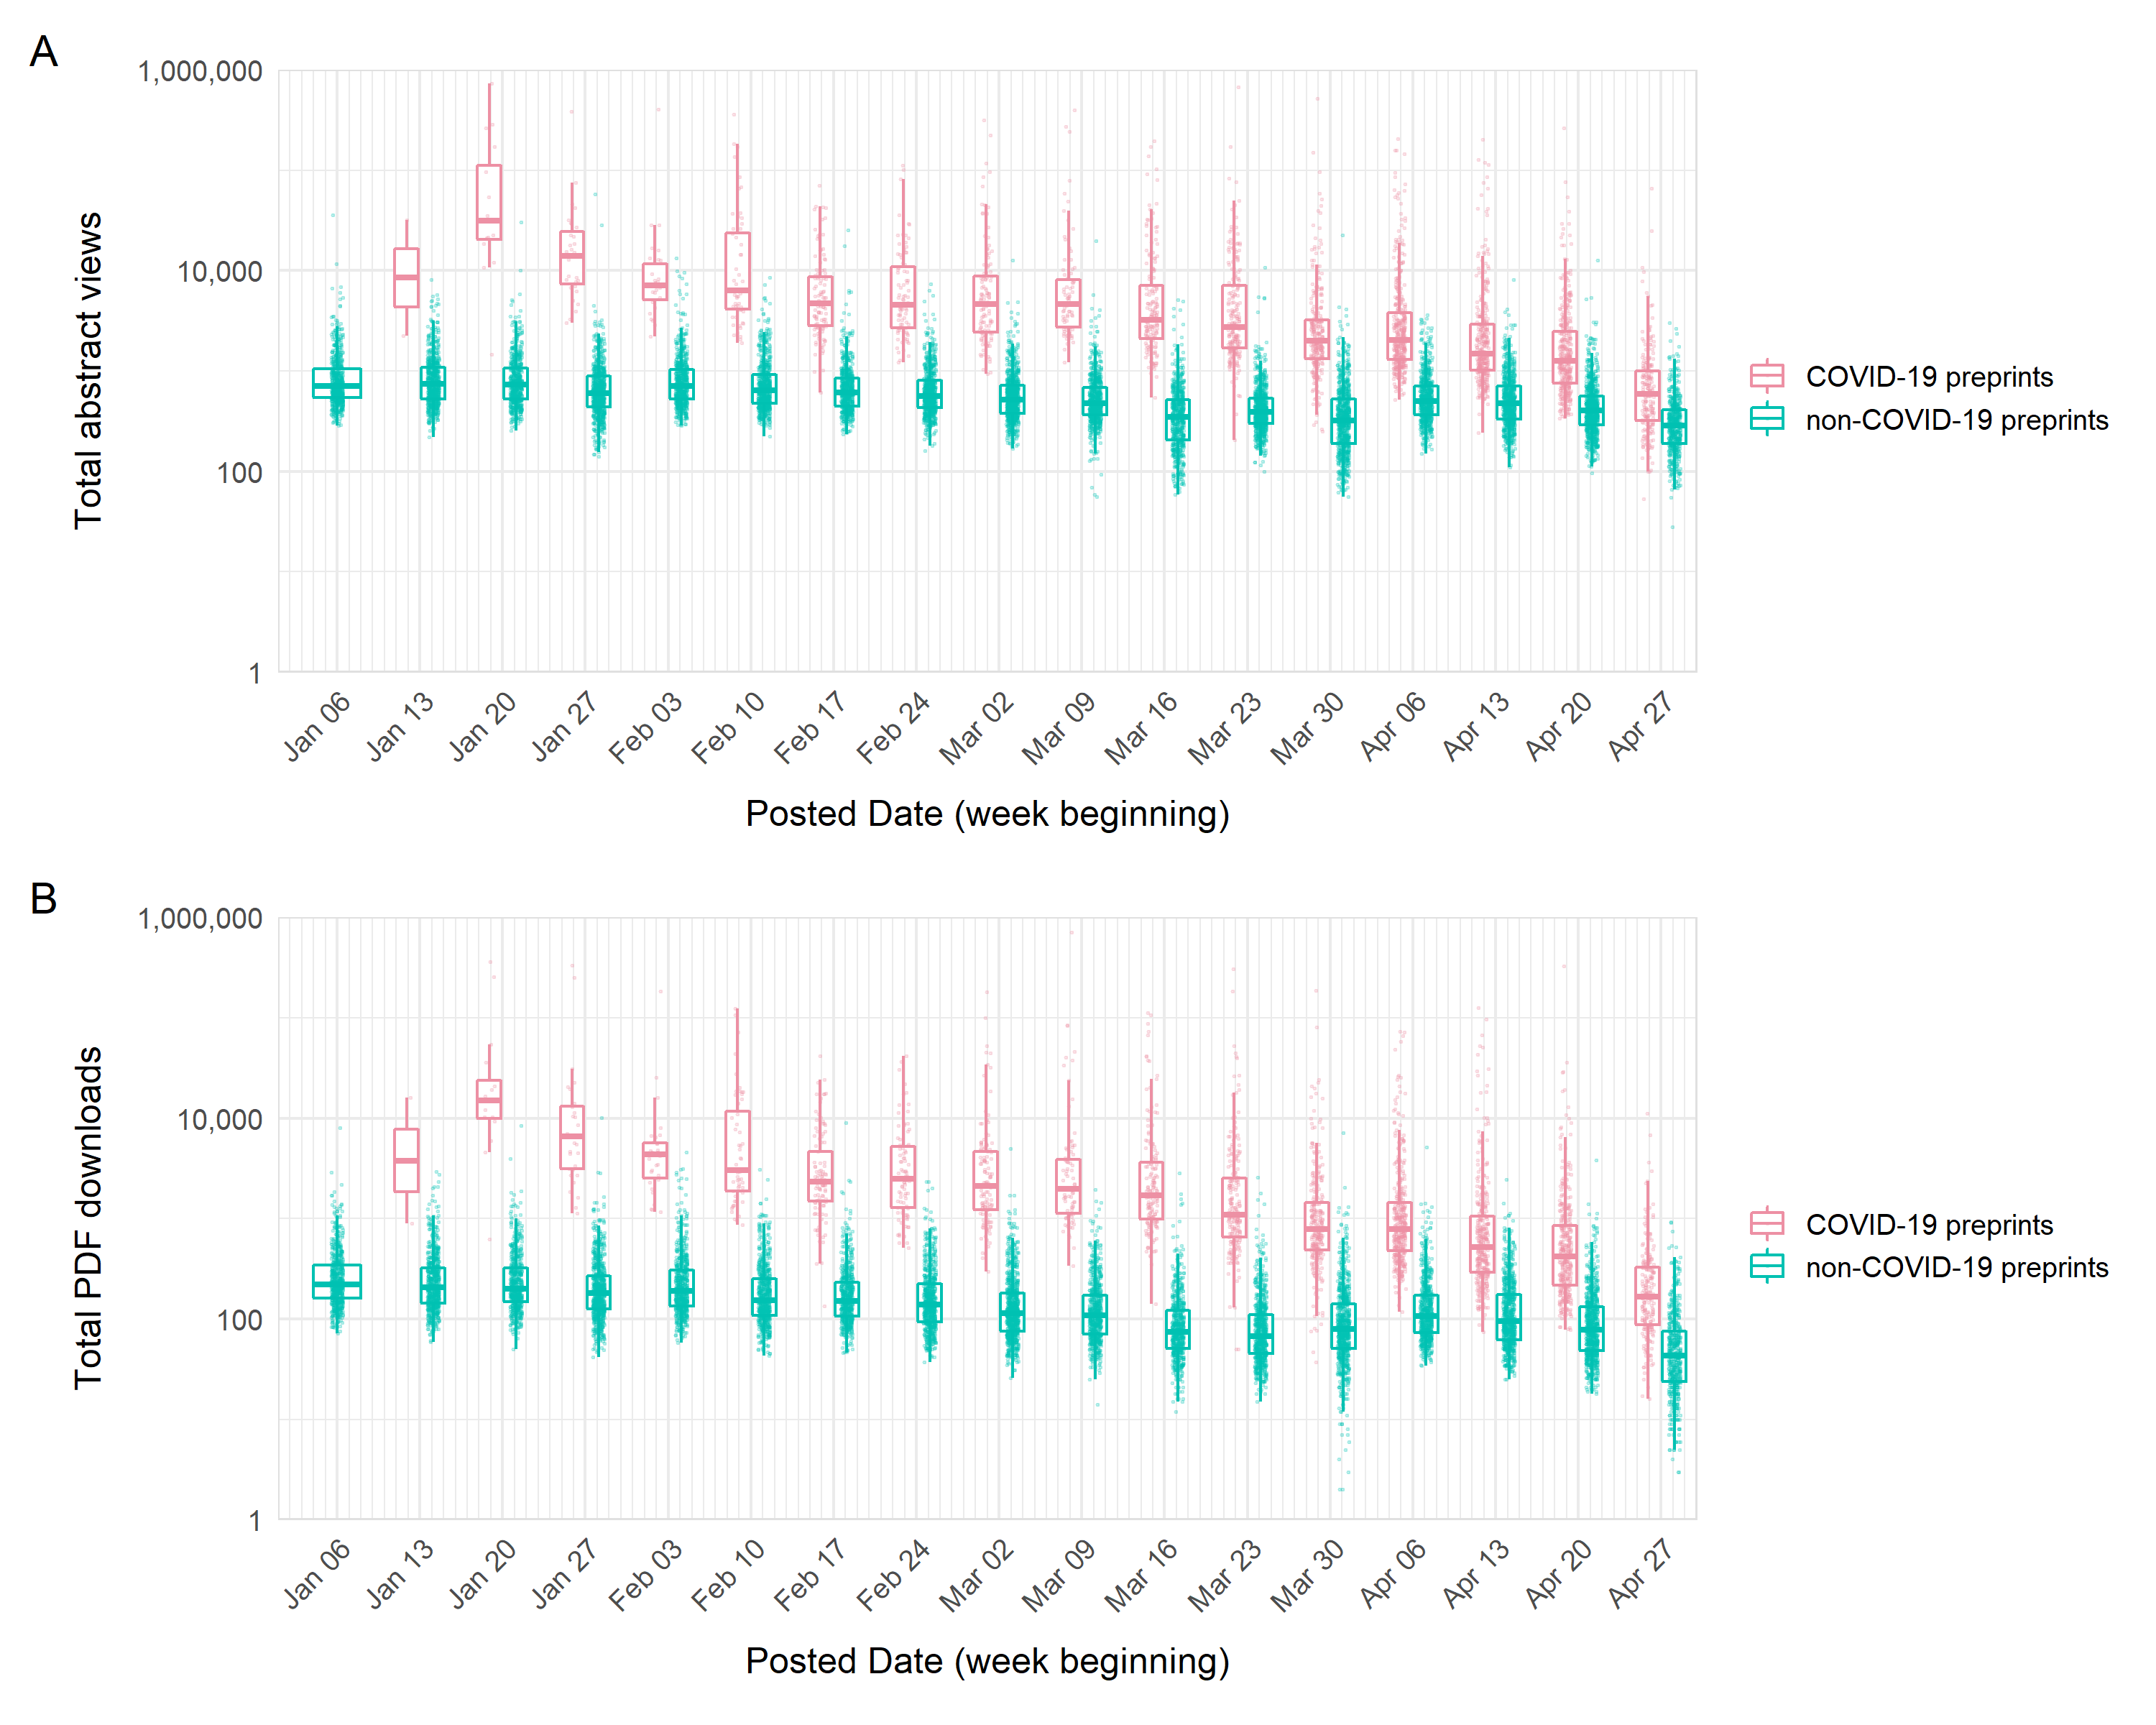 A
1,000,000
10,000
100
1
Total abstract views
Jan 06
Jan 13
Jan 20
Jan 27
Feb 03
Feb 10
Feb 17
Feb 24
Mar 02
Mar 09
Mar 16
Mar 23
Mar 30
Apr 06
Apr 13
Apr 20
Apr 27
Posted Date (week beginning)
COVID-19 preprints
non-COVID-19 preprints
B
1,000,000
10,000
100
1
Total PDF downloads
Jan 06
Jan 13
Jan 20
Jan 27
Feb 03
Feb 10
Feb 17
Feb 24
Mar 02
Mar 09
Mar 16
Mar 23
Mar 30
Apr 06
Apr 13
Apr 20
Apr 27
Posted Date (week beginning)
COVID-19 preprints
non-COVID-19 preprints